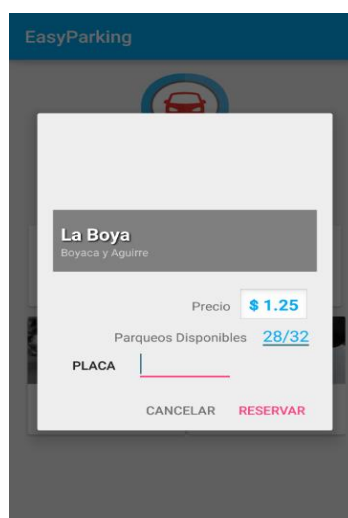 EasyParking
La Boya
Boyaca y Aguirre
Precio $ 1.25
Parqueos Disponibles 28/32
PLACA
CANCELAR RESERVAR